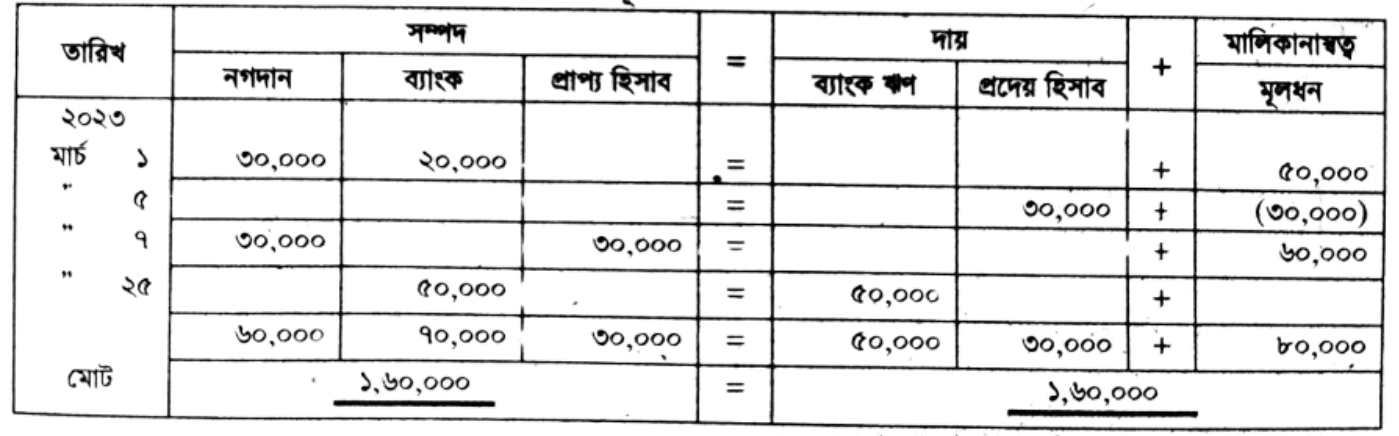 তারিখ সম্পদ = দায় + মালিকানাস্বত্ব
নগদান ব্যাংক প্রাপ্য হিসাব ব্যাংক ঋণ প্রদেয় হিসাব মূলধন
২০২৩
মার্চ ১ ৩০,০০০ ২০,০০০ = + ৫০,০০০
" ৫ = ৩০,০০০ + (৩০,০০০)
" ৭ ৩০,০০০ ৩০,০০০ = + ৬০,০০০
" ২৫ ৫০,০০০ = ৫০,০০০ +
৬০,০০০ ৭০,০০০ ৩০,০০০ = ৫০,০০০ ৩০,০০০ + ৮০,০০০
মোট ১,৬০,০০০ = ১,৬০,০০০